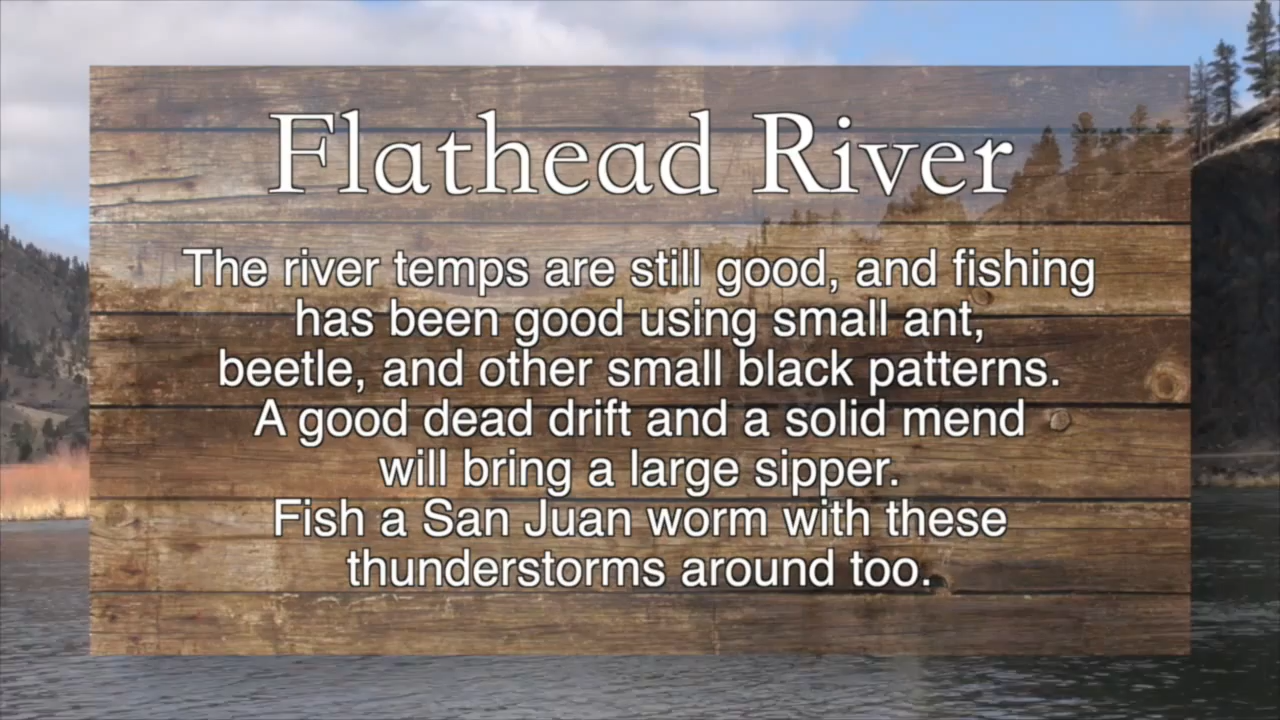 Flathead River
The river temps are still good, and fishing
has been good using small ant,
beetle, and other small black patterns.
A good dead drift and a solid mend
will bring a large sipper.
Fish a San Juan worm with these
thunderstorms around too.